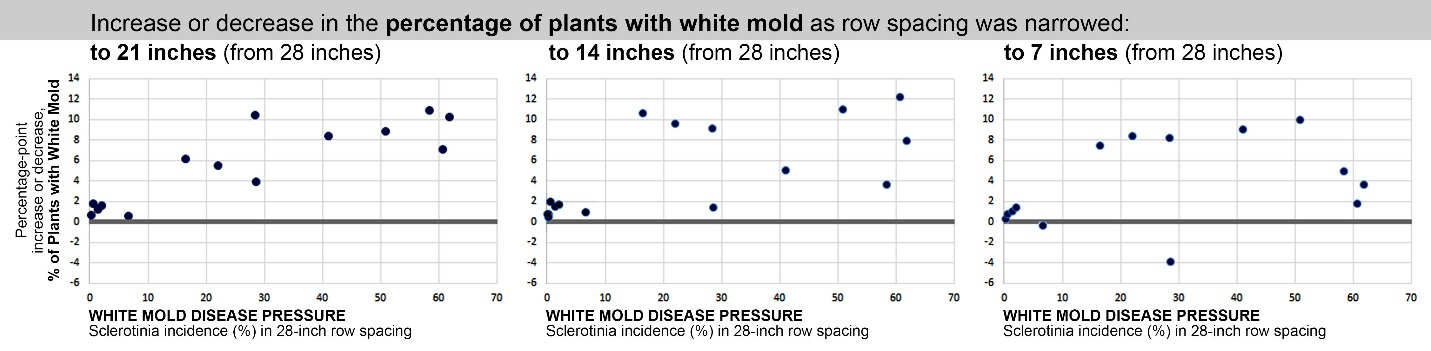 Increase or decrease in the percentage of plants with white mold as row spacing was narrowed:
to 21 inches (from 28 inches)
to 14 inches (from 28 inches)
to 7 inches (from 28 inches)
Percentage-point
increase or decrease,
% of Plants with White Mold
14
12
10
8
6
4
2
0
-2
-4
-6
0 10 20 30 40 50 60 70
WHITE MOLD DISEASE PRESSURE
Sclerotinia incidence (%) in 28-inch row spacing
14
12
10
8
6
4
2
0
-2
-4
-6
0 10 20 30 40 50 60 70
WHITE MOLD DISEASE PRESSURE
Sclerotinia incidence (%) in 28-inch row spacing
14
12
10
8
6
4
2
0
-2
-4
-6
0 10 20 30 40 50 60 70
WHITE MOLD DISEASE PRESSURE
Sclerotinia incidence (%) in 28-inch row spacing